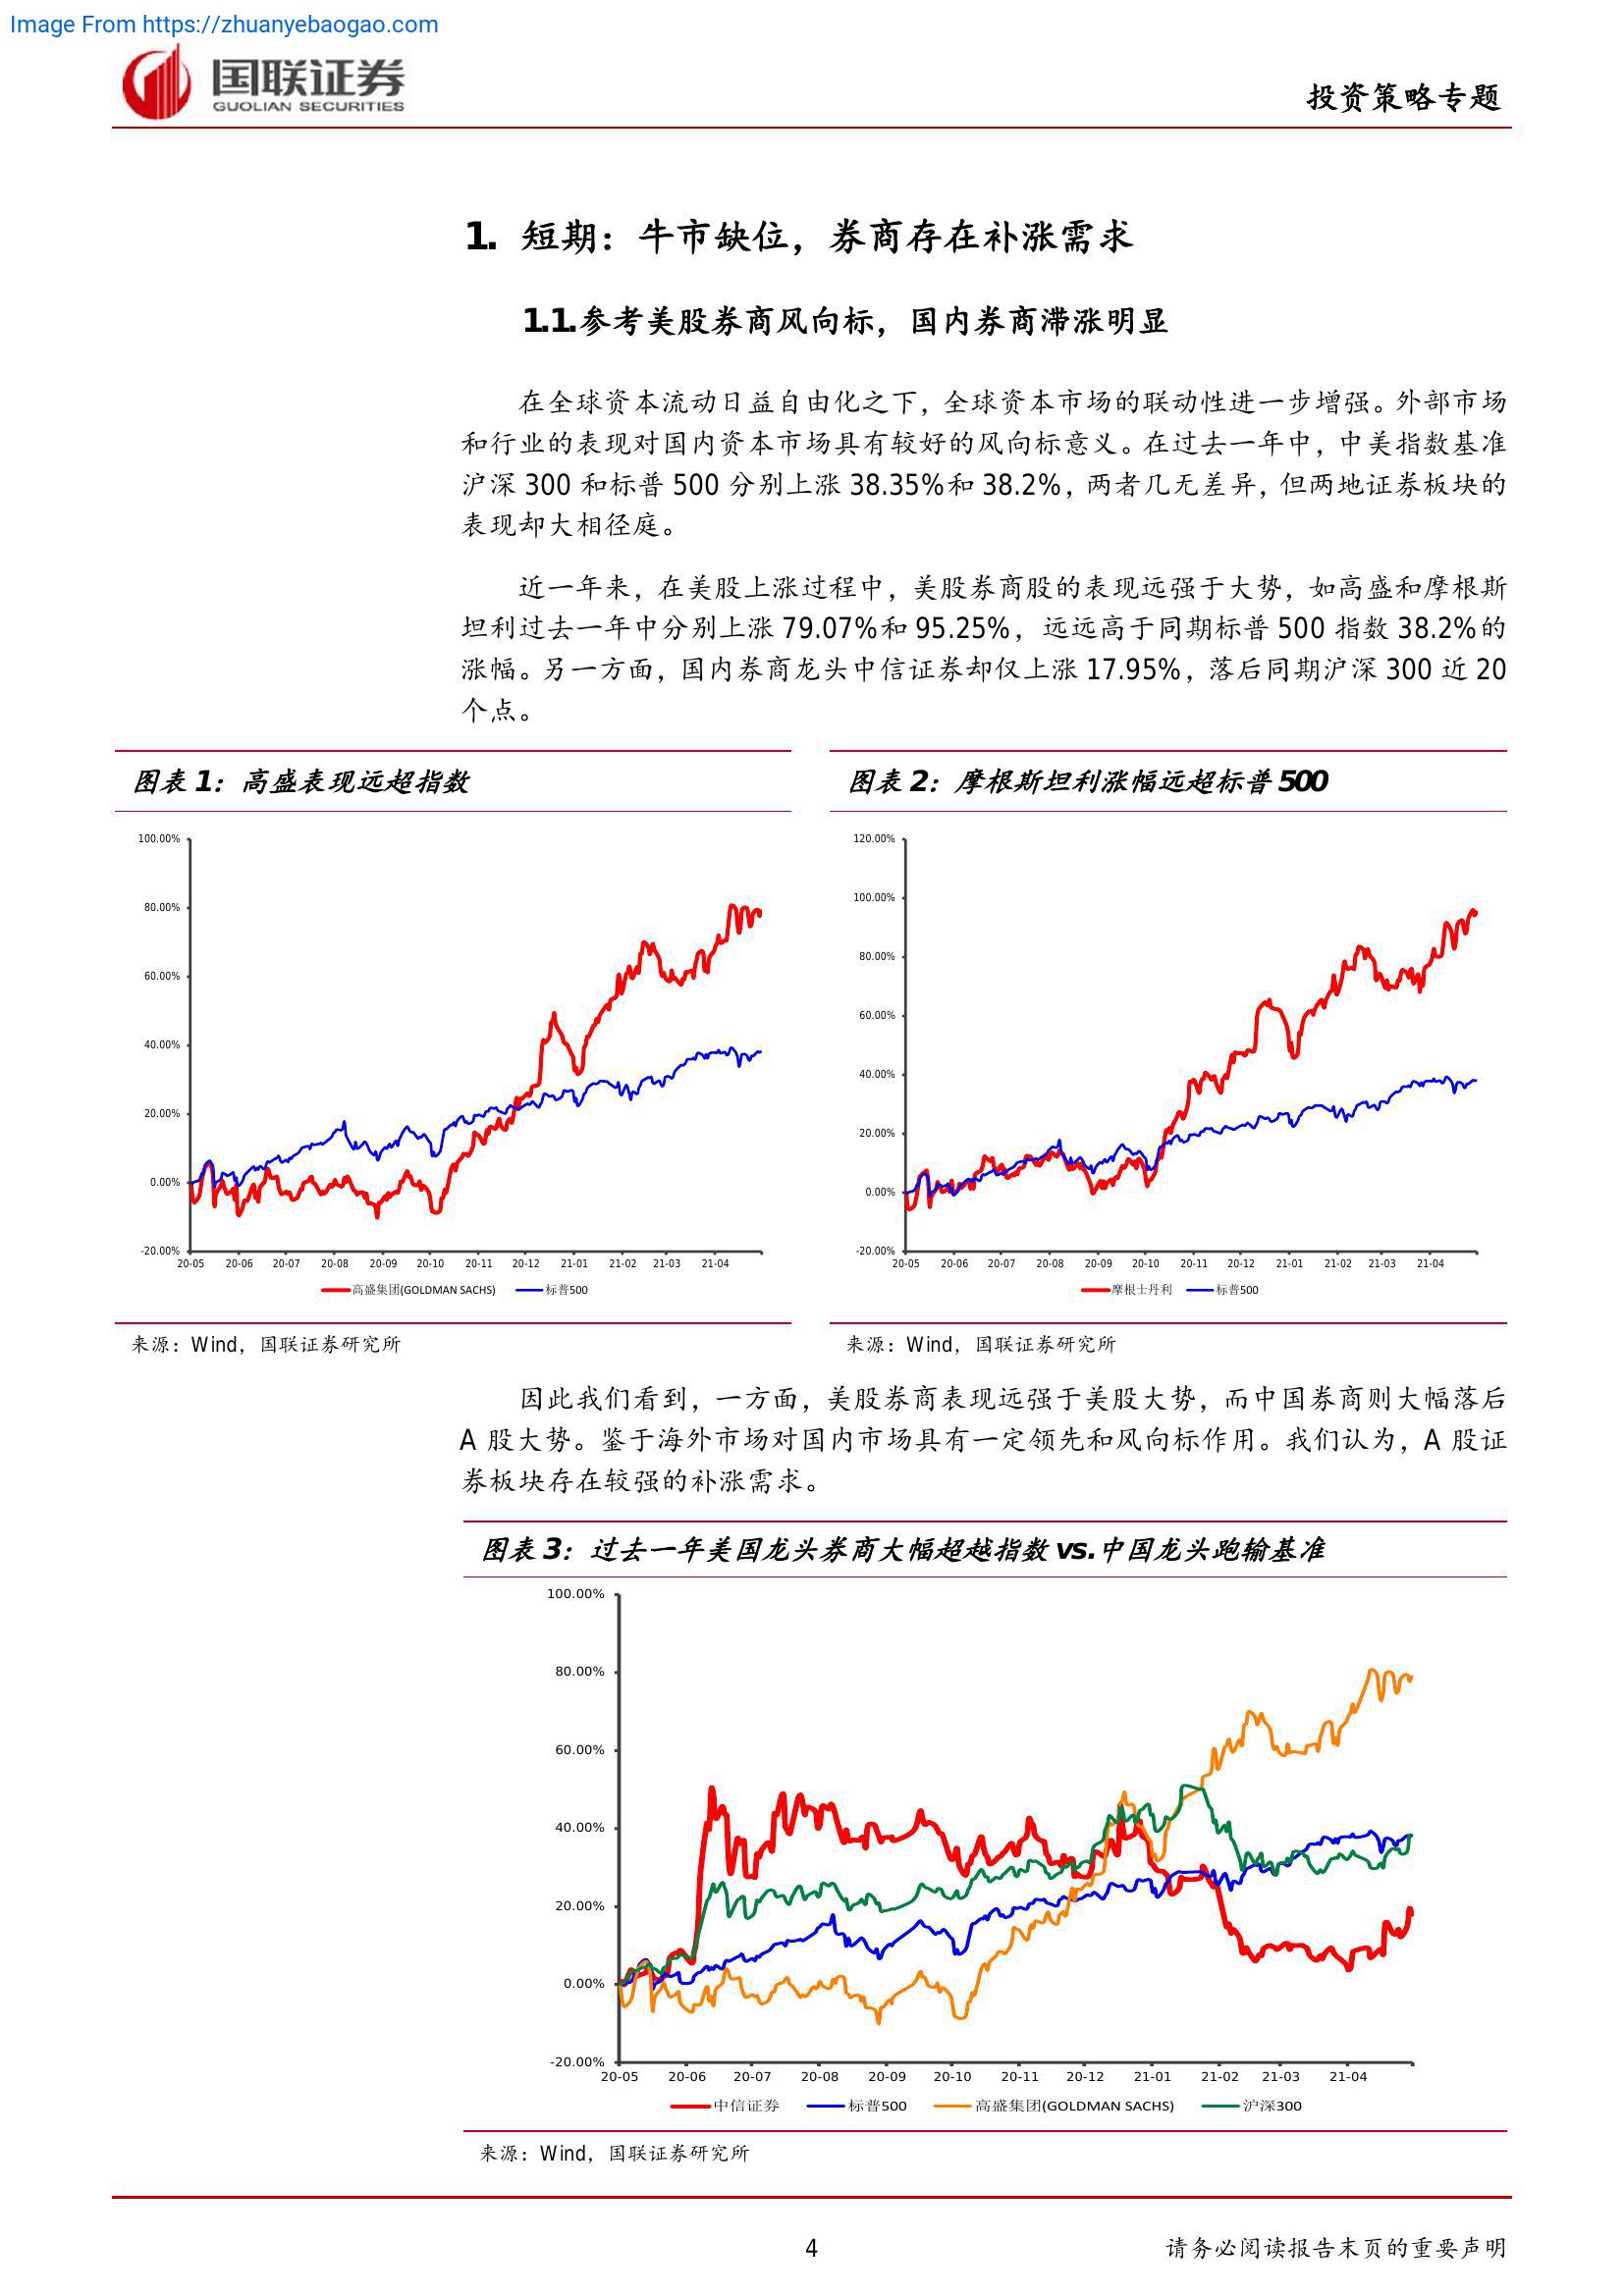 Image From https://zhuanyebaogao.com
国联证券
GUOLIAN SECURITIES
投资策略专题
1. 短期：牛市缺位，券商存在补涨需求
1.1.参考美股券商风向标，国内券商滞涨明显
在全球资本流动日益自由化之下，全球资本市场的联动性进一步增强。外部市场
和行业的表现对国内资本市场具有较好的风向标意义。在过去一年中，中美指数基准
沪深 300 和标普 500 分别上涨 38.35%和 38.2%，两者几无差异，但两地证券板块的
表现却大相径庭。
近一年来，在美股上涨过程中，美股券商股的表现远强于大势，如高盛和摩根斯
坦利过去一年中分别上涨 79.07%和 95.25%，远远高于同期标普 500 指数 38.2%的
涨幅。另一方面，国内券商龙头中信证券却仅上涨 17.95%，落后同期沪深 300 近 20
个点。
图表 1：高盛表现远超指数
100.00%
80.00%
60.00%
40.00%
20.00%
0.00%
-20.00%
20-05 20-06 20-07 20-08 20-09 20-10 20-11 20-12 21-01 21-02 21-03 21-04
高盛集团(GOLDMAN SACHS) 标普500
来源：Wind，国联证券研究所
图表 2：摩根斯坦利涨幅远超标普 500
120.00%
100.00%
80.00%
60.00%
40.00%
20.00%
0.00%
-20.00%
20-05 20-06 20-07 20-08 20-09 20-10 20-11 20-12 21-01 21-02 21-03 21-04
摩根士丹利 标普500
来源：Wind，国联证券研究所
因此我们看到，一方面，美股券商表现远强于美股大势，而中国券商则大幅落后
A 股大势。鉴于海外市场对国内市场具有一定领先和风向标作用。我们认为，A 股证
券板块存在较强的补涨需求。
图表 3：过去一年美国龙头券商大幅超越指数 vs.中国龙头跑输基准
100.00%
80.00%
60.00%
40.00%
20.00%
0.00%
-20.00%
20-05 20-06 20-07 20-08 20-09 20-10 20-11 20-12 21-01 21-02 21-03 21-04
中信证券 标普500 高盛集团(GOLDMAN SACHS) 沪深300
来源：Wind，国联证券研究所
4
请务必阅读报告末页的重要声明